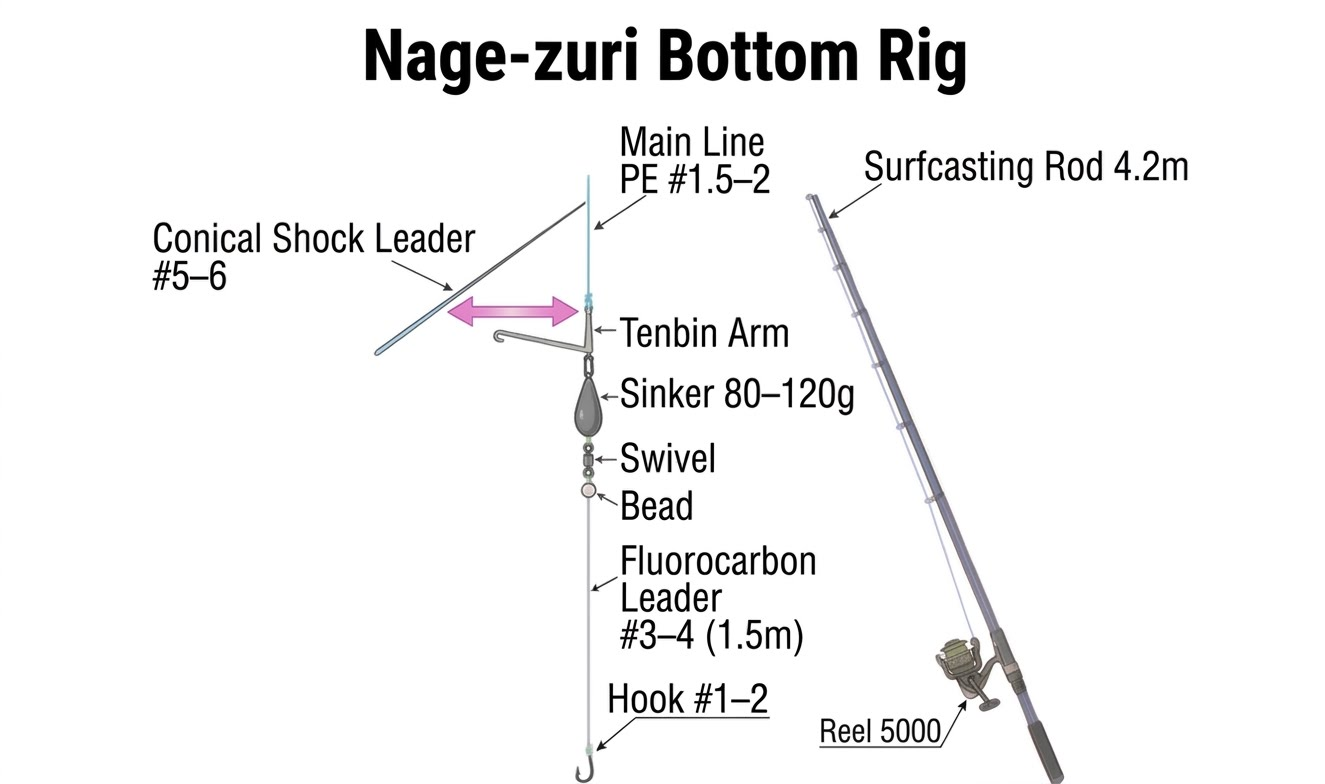 Nage-zuri Bottom Rig
Main Line
PE #1.5–2
Surfcasting Rod 4.2m
Conical Shock Leader
#5–6
Tenbin Arm
Sinker 80–120g
Swivel
Bead
Fluorocarbon
Leader
#3–4 (1.5m)
Hook #1–2
Reel 5000